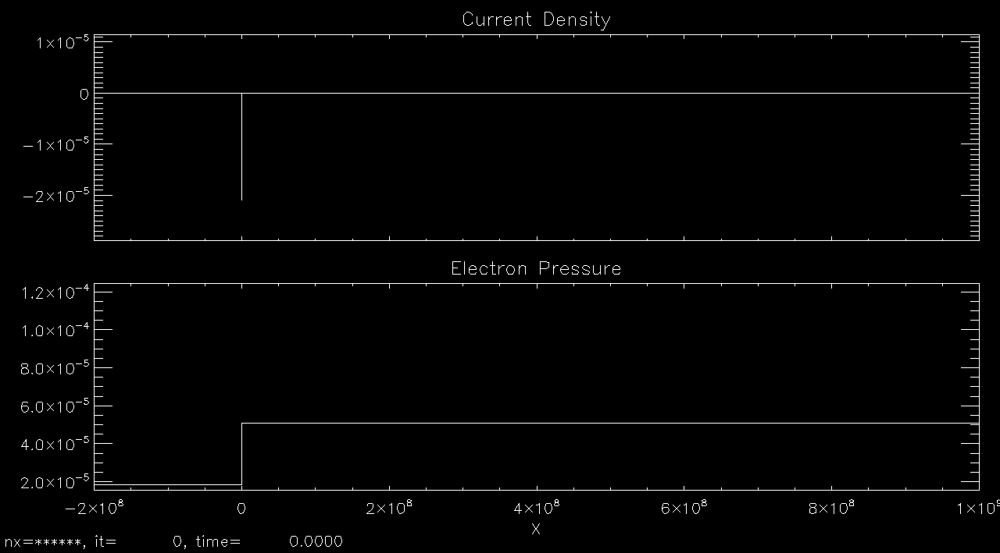 Current Density
1×10⁻⁵
0
−1×10⁻⁵
−2×10⁻⁵
Electron Pressure
1.2×10⁻⁴
1.0×10⁻⁴
8.0×10⁻⁵
6.0×10⁻⁵
4.0×10⁻⁵
2.0×10⁻⁵
−2×10⁸ 0 2×10⁸ 4×10⁸ 6×10⁸ 8×10⁸ 1×10⁹
X
nx=******, it= 0, time= 0.0000